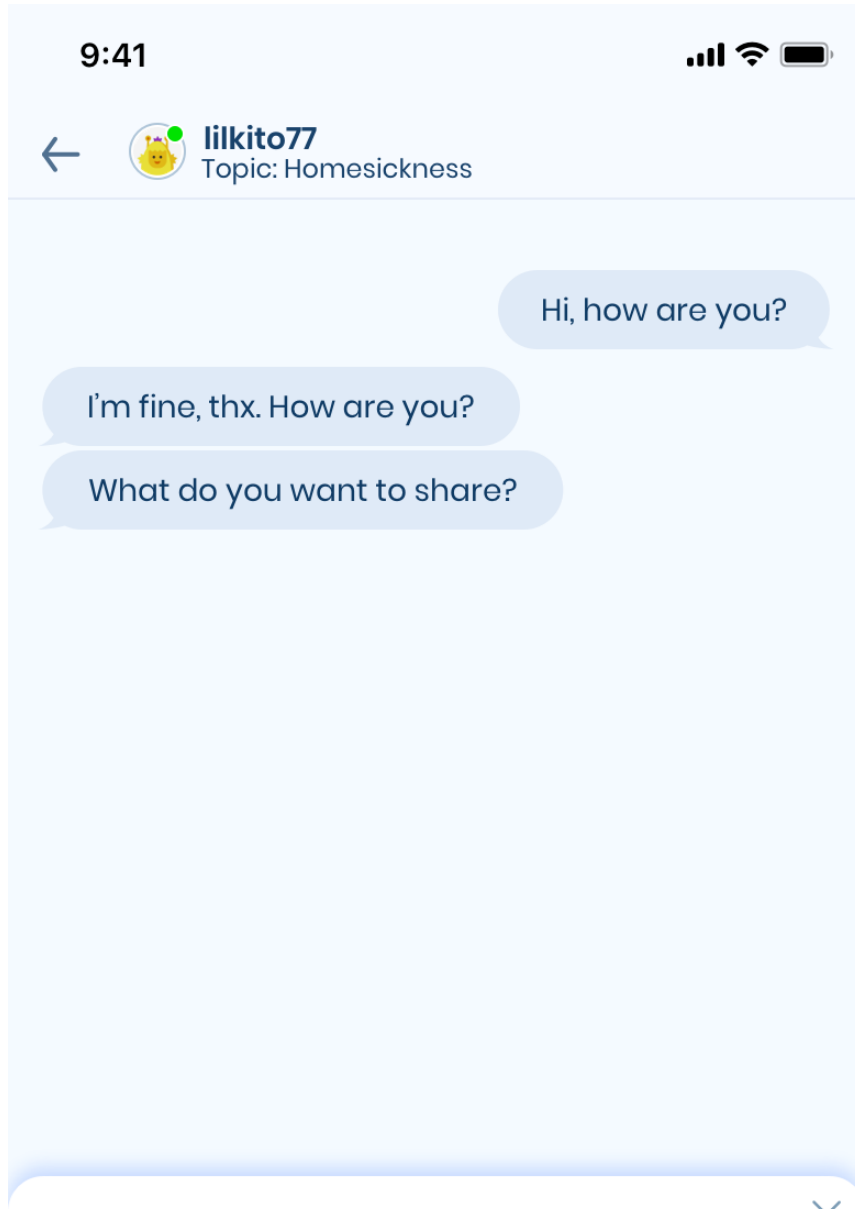 9:41
lilkito77
Topic: Homesickness
Hi, how are you?
I'm fine, thx. How are you?
What do you want to share?